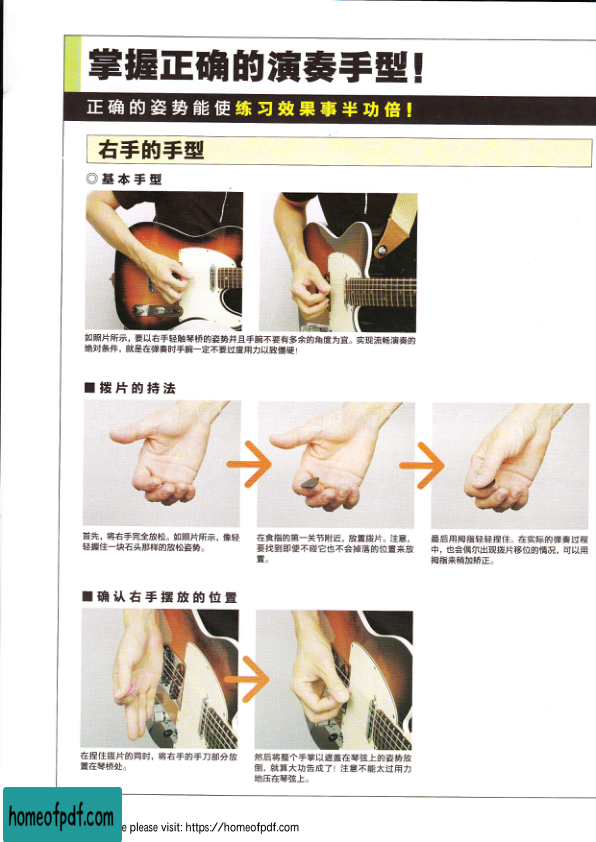 掌握正确的演奏手型!
正确的姿势能使练习效果事半功倍!
右手的手型
◎基本手型
如照片所示，要以右手轻触琴桥的姿势并且手腕不要有多余的角度为宜。实现流畅演奏的
绝对条件，就是在弹奏时手腕一定不要过度用力以致僵硬!
■拨片的持法
首先，将右手完全放松。如照片所示，像轻
轻握住一块石头那样的放松姿势。
在食指的第一关节附近，放置拨片。注意，
要找到即使不碰它也不会掉落的位置来放
置。
最后用拇指轻轻捏住。在实际的弹奏过程
中，也会偶尔出现拨片移位的情况，可以用
拇指来稍加矫正。
■确认右手摆放的位置
在捏住拨片的同时，将右手的手刀部分放
置在琴桥处。
然后将整个手掌以遮盖在琴弦上的姿势放
倒，就算大功告成了! 注意不能太过用力
地压在琴弦上。
homeofpdf.com
e please visit: https://homeofpdf.com